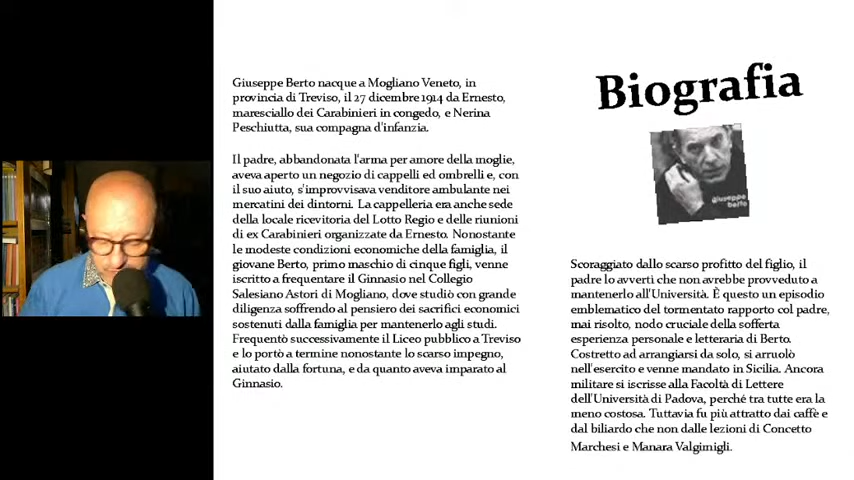 Giuseppe Berto nacque a Mogliano Veneto, in
provincia di Treviso, il 27 dicembre 1914 da Ernesto,
maresciallo dei Carabinieri in congedo, e Nerina
Peschiutta, sua compagna d'infanzia.
Il padre, abbandonata l'arma per amore della moglie,
aveva aperto un negozio di cappelli ed ombrelli e, con
il suo aiuto, s'improvvisava venditore ambulante nei
mercatini dei dintorni. La cappelleria era anche sede
della locale ricevitoria del Lotto Regio e delle riunioni
di ex Carabinieri organizzate da Ernesto. Nonostante
le modeste condizioni economiche della famiglia, il
giovane Berto, primo maschio di cinque figli, venne
iscritto a frequentare il Ginnasio nel Collegio
Salesiano Astori di Mogliano, dove studiò con grande
diligenza soffrendo al pensiero dei sacrifici economici
sostenuti dalla famiglia per mantenerlo agli studi.
Frequentò successivamente il Liceo pubblico a Treviso
e lo portò a termine nonostante lo scarso impegno,
aiutato dalla fortuna, e da quanto aveva imparato al
Ginnasio.
Biografia
giuseppe
berto
Scoraggiato dallo scarso profitto del figlio, il
padre lo avvertì che non avrebbe provveduto a
mantenerlo all'Università. È questo un episodio
emblematico del tormentato rapporto col padre,
mai risolto, nodo cruciale della sofferta
esperienza personale e letteraria di Berto.
Costretto ad arrangiarsi da solo, si arruolò
nell'esercito e venne mandato in Sicilia. Ancora
militare si iscrisse alla Facoltà di Lettere
dell'Università di Padova, perché tra tutte era la
meno costosa. Tuttavia fu più attratto dai caffè e
dal biliardo che non dalle lezioni di Concetto
Marchesi e Manara Valgimigli.